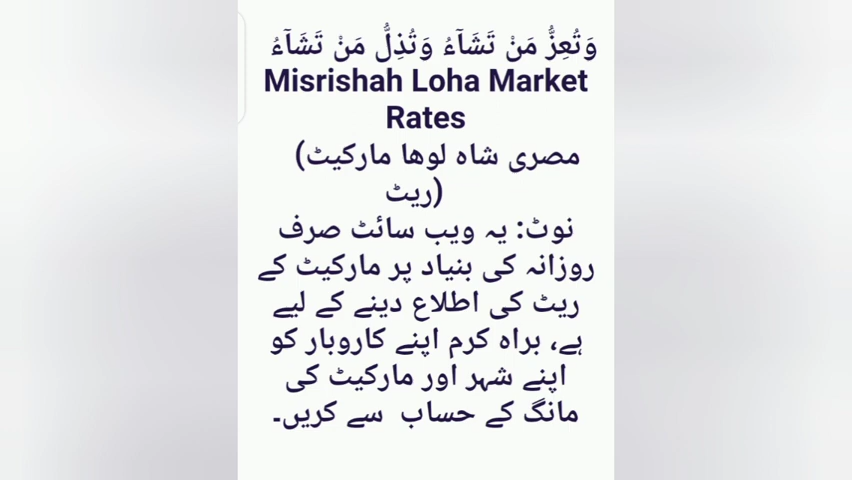 وَتُعِزُّ مَنْ تَشَآءُ وَتُذِلُّ مَنْ تَشَآءُ
Misrishah Loha Market
Rates
(مصری شاہ لوھا مارکیٹ
ریٹ)
نوٹ: یہ ویب سائٹ صرف
روزانہ کی بنیاد پر مارکیٹ کے
ریٹ کی اطلاع دینے کے لیے
ہے، براہ کرم اپنے کاروبار کو
اپنے شہر اور مارکیٹ کی
مانگ کے حساب سے کریں۔